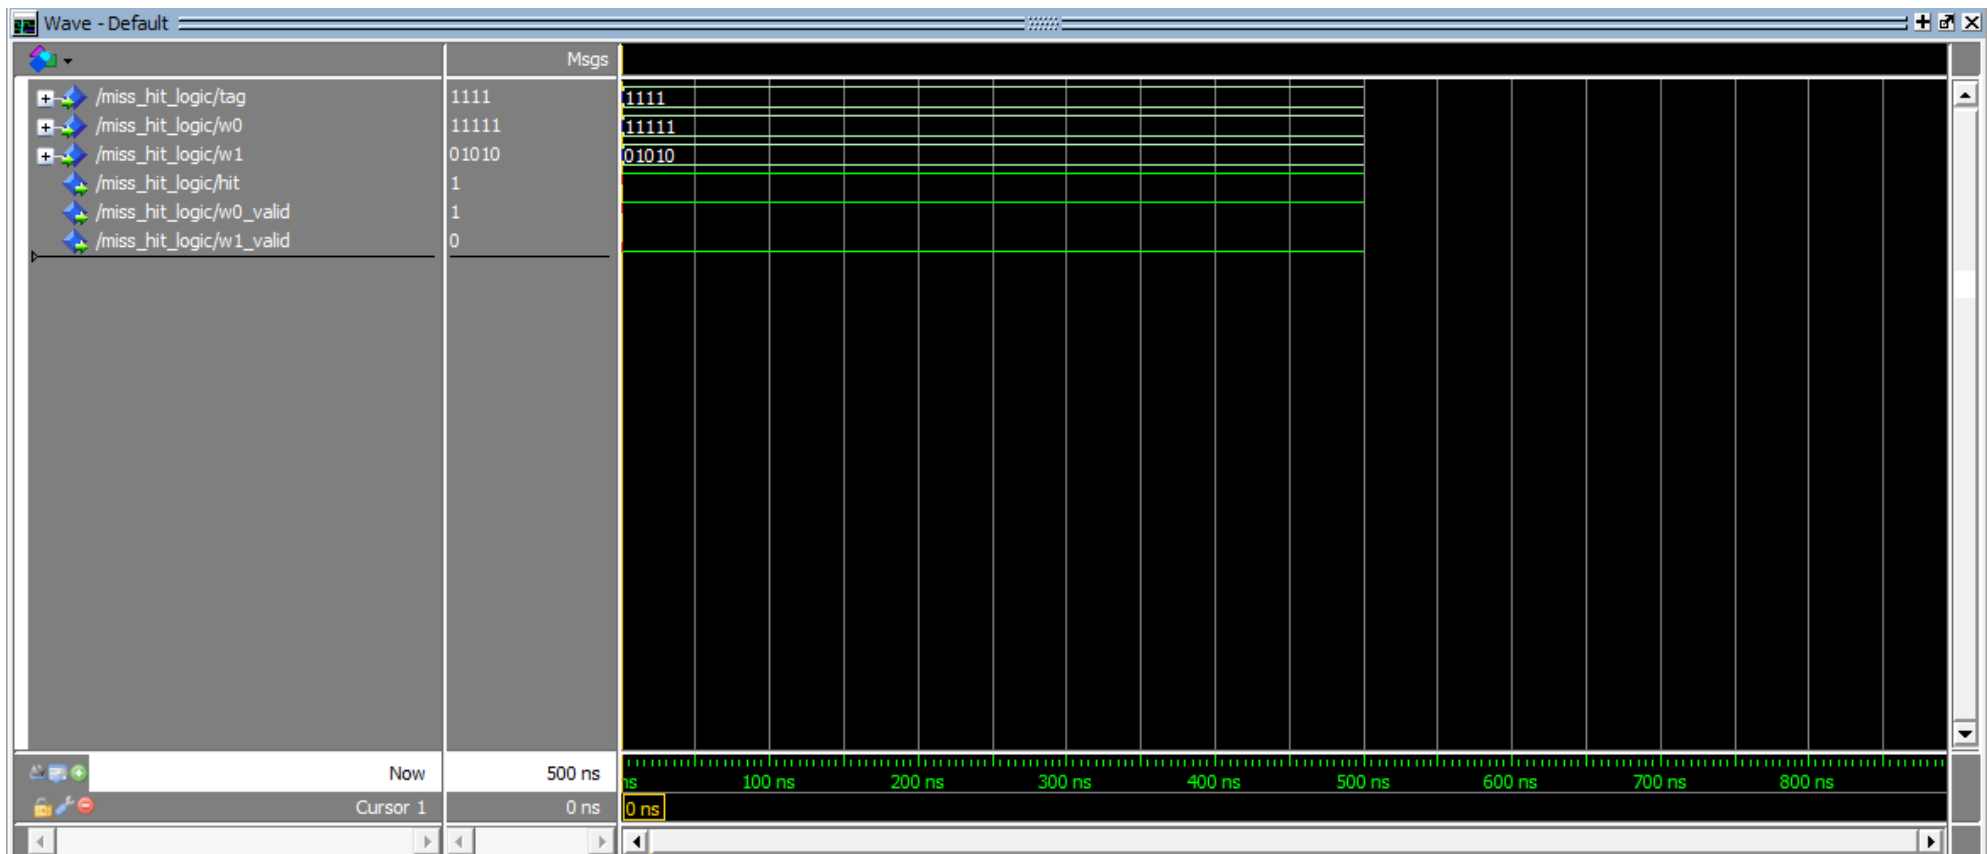 Wave - Default
Msgs
/miss_hit_logic/tag 1111 1111
/miss_hit_logic/w0 11111 11111
/miss_hit_logic/w1 01010 01010
/miss_hit_logic/hit 1
/miss_hit_logic/w0_valid 1
/miss_hit_logic/w1_valid 0
Now 500 ns ns 100 ns 200 ns 300 ns 400 ns 500 ns 600 ns 700 ns 800 ns
Cursor 1 0 ns 0 ns